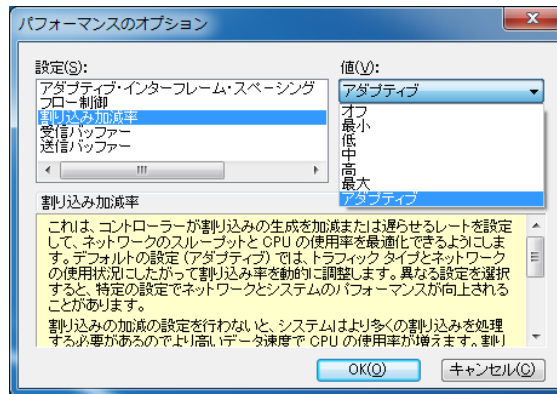 パフォーマンスのオプション
設定(S):
アダプティブ・インターフレーム・スペーシング
フロー制御
割り込み加減率
受信バッファー
送信バッファー
値(V):
アダプティブ
オフ
最小
低
中
高
最大
アダプティブ
割り込み加減率
これは、コントローラーが割り込みの生成を加減または遅らせるレートを設定
して、ネットワークのスループットと CPU の使用率を最適化できるようにしま
す。デフォルトの設定 (アダプティブ) では、トラフィック タイプとネットワーク
の使用状況にしたがって割り込み率を動的に調整します。異なる設定を選択
すると、特定の設定でネットワークとシステムのパフォーマンスが向上される
ことがあります。
割り込みの加減の設定を行わないと、システムはより多くの割り込みを処理
する必要があるのでより高いデータ速度で CPU の使用率が増えます。割り
OK(O)
キャンセル(C)